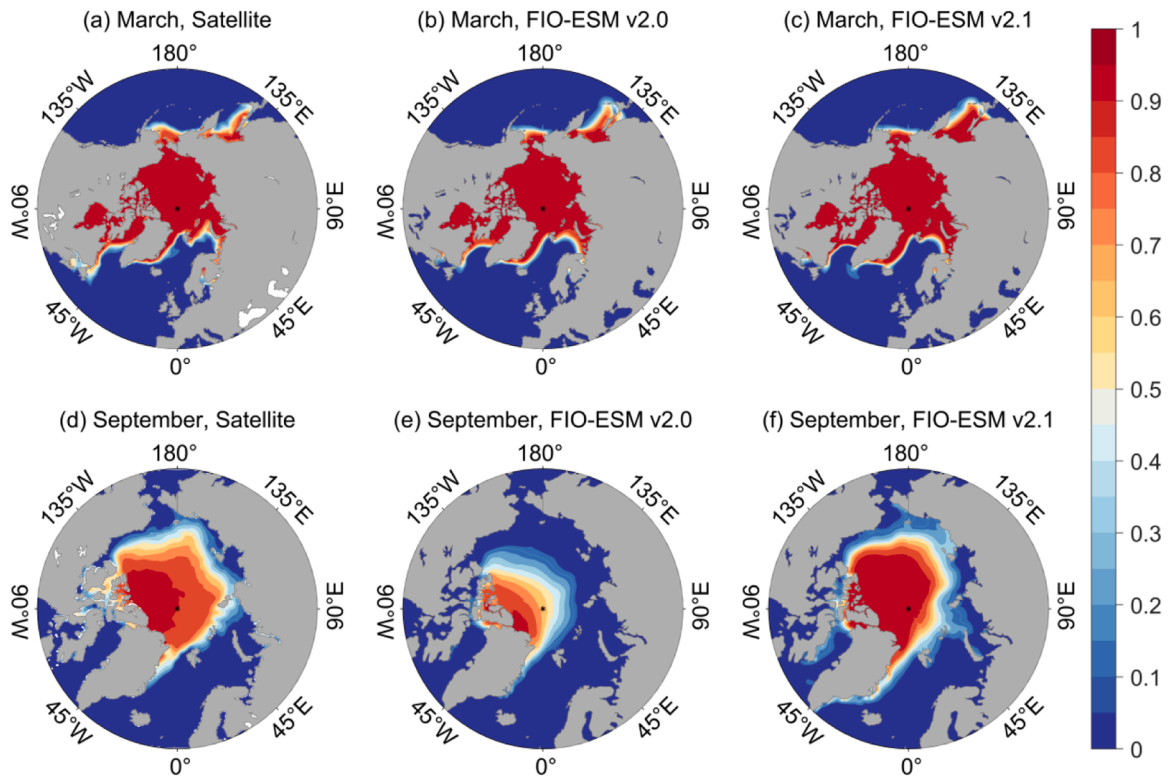 (a) March, Satellite
(b) March, FIO-ESM v2.0
(c) March, FIO-ESM v2.1
180°
135°W
135°E
90°W
90°E
45°W
45°E
0°
180°
135°W
135°E
90°W
90°E
45°W
45°E
0°
180°
135°W
135°E
90°W
90°E
45°W
45°E
0°
(d) September, Satellite
(e) September, FIO-ESM v2.0
(f) September, FIO-ESM v2.1
180°
135°W
135°E
90°W
90°E
45°W
45°E
0°
180°
135°W
135°E
90°W
90°E
45°W
45°E
0°
180°
135°W
135°E
90°W
90°E
45°W
45°E
0°
1
0.9
0.8
0.7
0.6
0.5
0.4
0.3
0.2
0.1
0